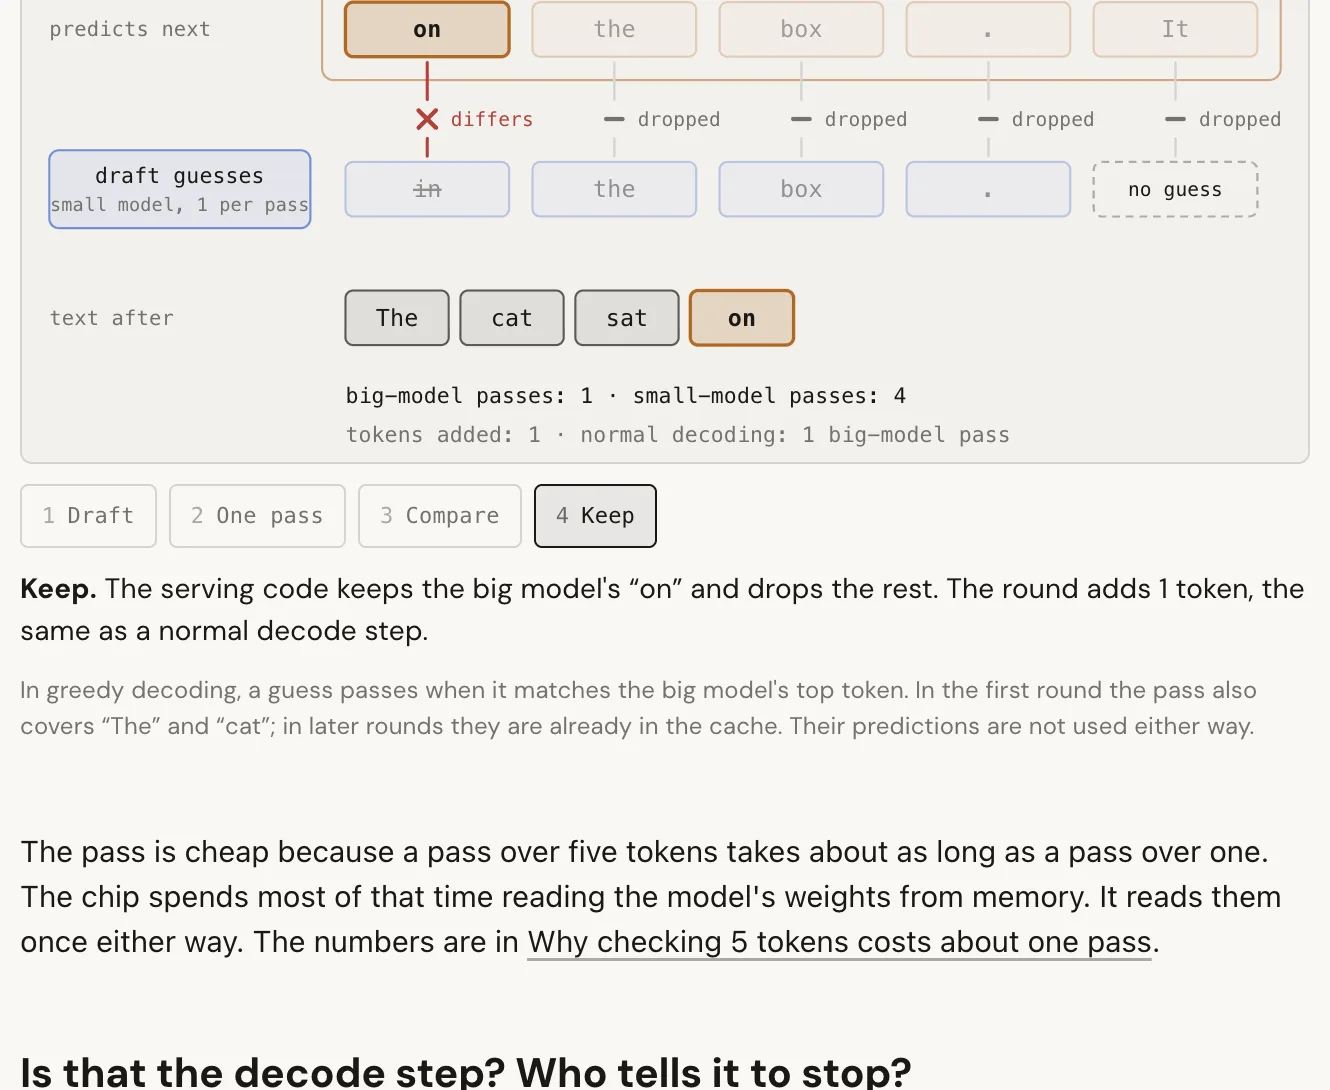 predicts next on the box . It
differs dropped dropped dropped dropped
draft guesses
small model, 1 per pass
in the box . no guess
text after The cat sat on
big-model passes: 1 · small-model passes: 4
tokens added: 1 · normal decoding: 1 big-model pass
1 Draft 2 One pass 3 Compare 4 Keep
Keep. The serving code keeps the big model's “on” and drops the rest. The round adds 1 token, the
same as a normal decode step.
In greedy decoding, a guess passes when it matches the big model's top token. In the first round the pass also
covers “The” and “cat”; in later rounds they are already in the cache. Their predictions are not used either way.
The pass is cheap because a pass over five tokens takes about as long as a pass over one.
The chip spends most of that time reading the model's weights from memory. It reads them
once either way. The numbers are in Why checking 5 tokens costs about one pass.
Is that the decode step? Who tells it to stop?